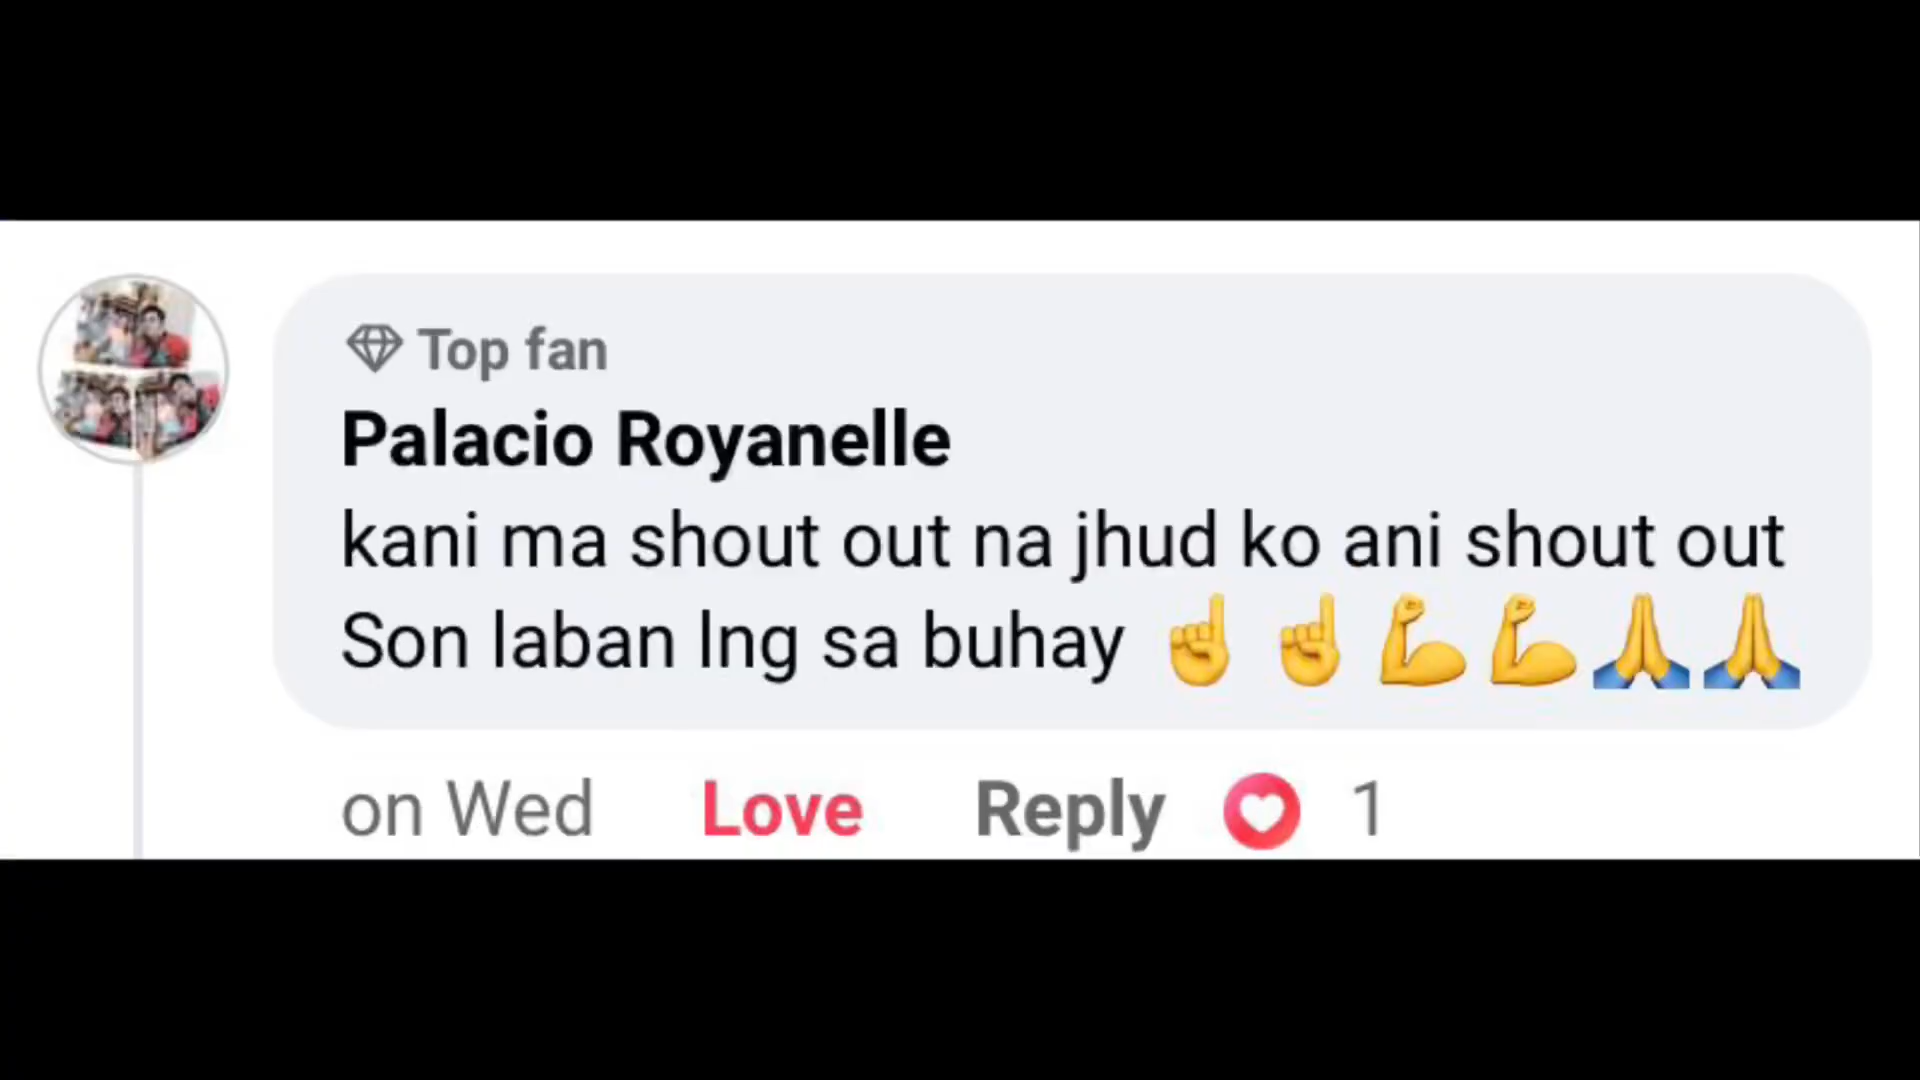 Top fan
Palacio Royanelle
kani ma shout out na jhud ko ani shout out
Son laban lng sa buhay ☝️☝️💪💪🙏🙏
on Wed Love Reply 1